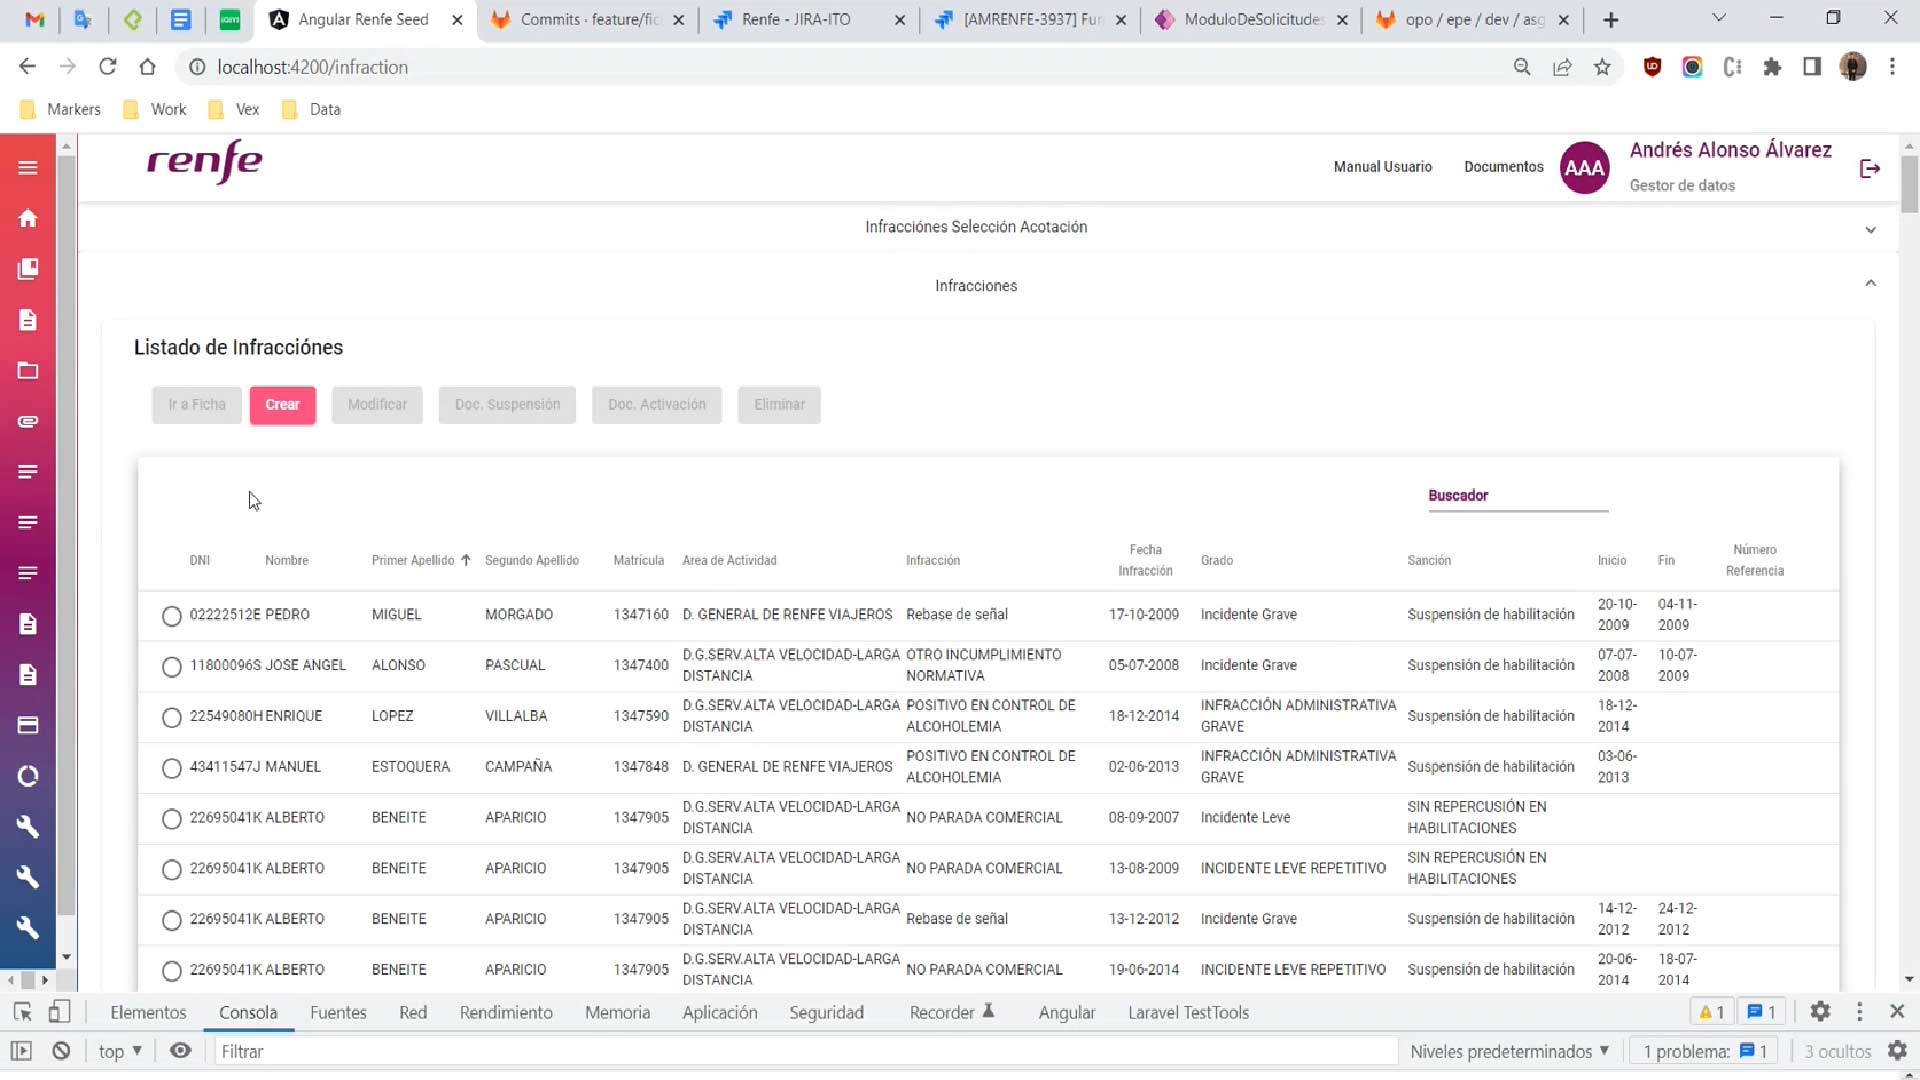 Angular Renfe Seed
Commits · feature/fic
Renfe - JIRA-ITO
[AMRENFE-3937] Fun
ModuloDeSolicitudes
opo / epe / dev / asg
localhost:4200/infraction
Markers
Work
Vex
Data
renfe
Manual Usuario
Documentos
AAA
Andrés Alonso Álvarez
Gestor de datos
Infracciónes Selección Acotación
Infracciones
Listado de Infracciónes
Ir a Ficha
Crear
Modificar
Doc. Suspensión
Doc. Activación
Eliminar
Buscador
DNI Nombre Primer Apellido Segundo Apellido Matrícula Area de Actividad Infracción Fecha Infracción Grado Sanción Inicio Fin Número Referencia
02222512E PEDRO MIGUEL MORGADO 1347160 D. GENERAL DE RENFE VIAJEROS Rebase de señal 17-10-2009 Incidente Grave Suspensión de habilitación 20-10-2009 04-11-2009
11800096S JOSE ANGEL ALONSO PASCUAL 1347400 D.G.SERV.ALTA VELOCIDAD-LARGA DISTANCIA OTRO INCUMPLIMIENTO NORMATIVA 05-07-2008 Incidente Grave Suspensión de habilitación 07-07-2008 10-07-2009
22549080H ENRIQUE LOPEZ VILLALBA 1347590 D.G.SERV.ALTA VELOCIDAD-LARGA DISTANCIA POSITIVO EN CONTROL DE ALCOHOLEMIA 18-12-2014 INFRACCIÓN ADMINISTRATIVA GRAVE Suspensión de habilitación 18-12-2014
43411547J MANUEL ESTOQUERA CAMPAÑA 1347848 D. GENERAL DE RENFE VIAJEROS POSITIVO EN CONTROL DE ALCOHOLEMIA 02-06-2013 INFRACCIÓN ADMINISTRATIVA GRAVE Suspensión de habilitación 03-06-2013
22695041K ALBERTO BENEITE APARICIO 1347905 D.G.SERV.ALTA VELOCIDAD-LARGA DISTANCIA NO PARADA COMERCIAL 08-09-2007 Incidente Leve SIN REPERCUSIÓN EN HABILITACIONES
22695041K ALBERTO BENEITE APARICIO 1347905 D.G.SERV.ALTA VELOCIDAD-LARGA DISTANCIA NO PARADA COMERCIAL 13-08-2009 INCIDENTE LEVE REPETITIVO SIN REPERCUSIÓN EN HABILITACIONES
22695041K ALBERTO BENEITE APARICIO 1347905 D.G.SERV.ALTA VELOCIDAD-LARGA DISTANCIA Rebase de señal 13-12-2012 Incidente Grave Suspensión de habilitación 14-12-2012 24-12-2012
22695041K ALBERTO BENEITE APARICIO 1347905 D.G.SERV.ALTA VELOCIDAD-LARGA DISTANCIA NO PARADA COMERCIAL 19-06-2014 INCIDENTE LEVE REPETITIVO Suspensión de habilitación 20-06-2014 18-07-2014
Elementos Consola Fuentes Red Rendimiento Memoria Aplicación Seguridad Recorder Angular Laravel TestTools 1 1
top Filtrar Niveles predeterminados 1 problema: 1 3 ocultos